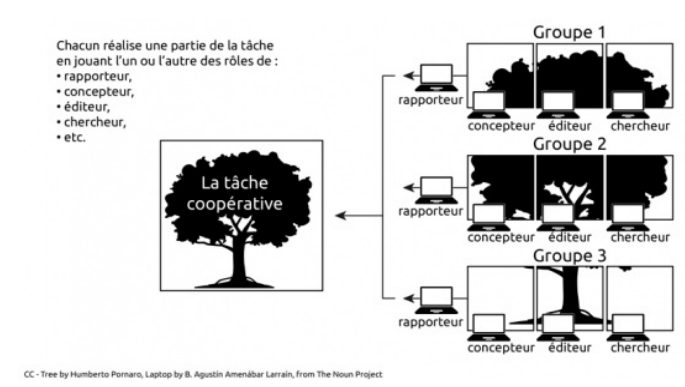 Chacun réalise une partie de la tâche
en jouant l'un ou l'autre des rôles de :
• rapporteur,
• concepteur,
• éditeur,
• chercheur,
• etc.
La tâche
coopérative
Groupe 1
rapporteur
concepteur éditeur chercheur
Groupe 2
rapporteur
concepteur éditeur chercheur
Groupe 3
rapporteur
concepteur éditeur chercheur
CC - Tree by Humberto Pornaro, Laptop by B. Agustín Amenábar Larraín, from The Noun Project